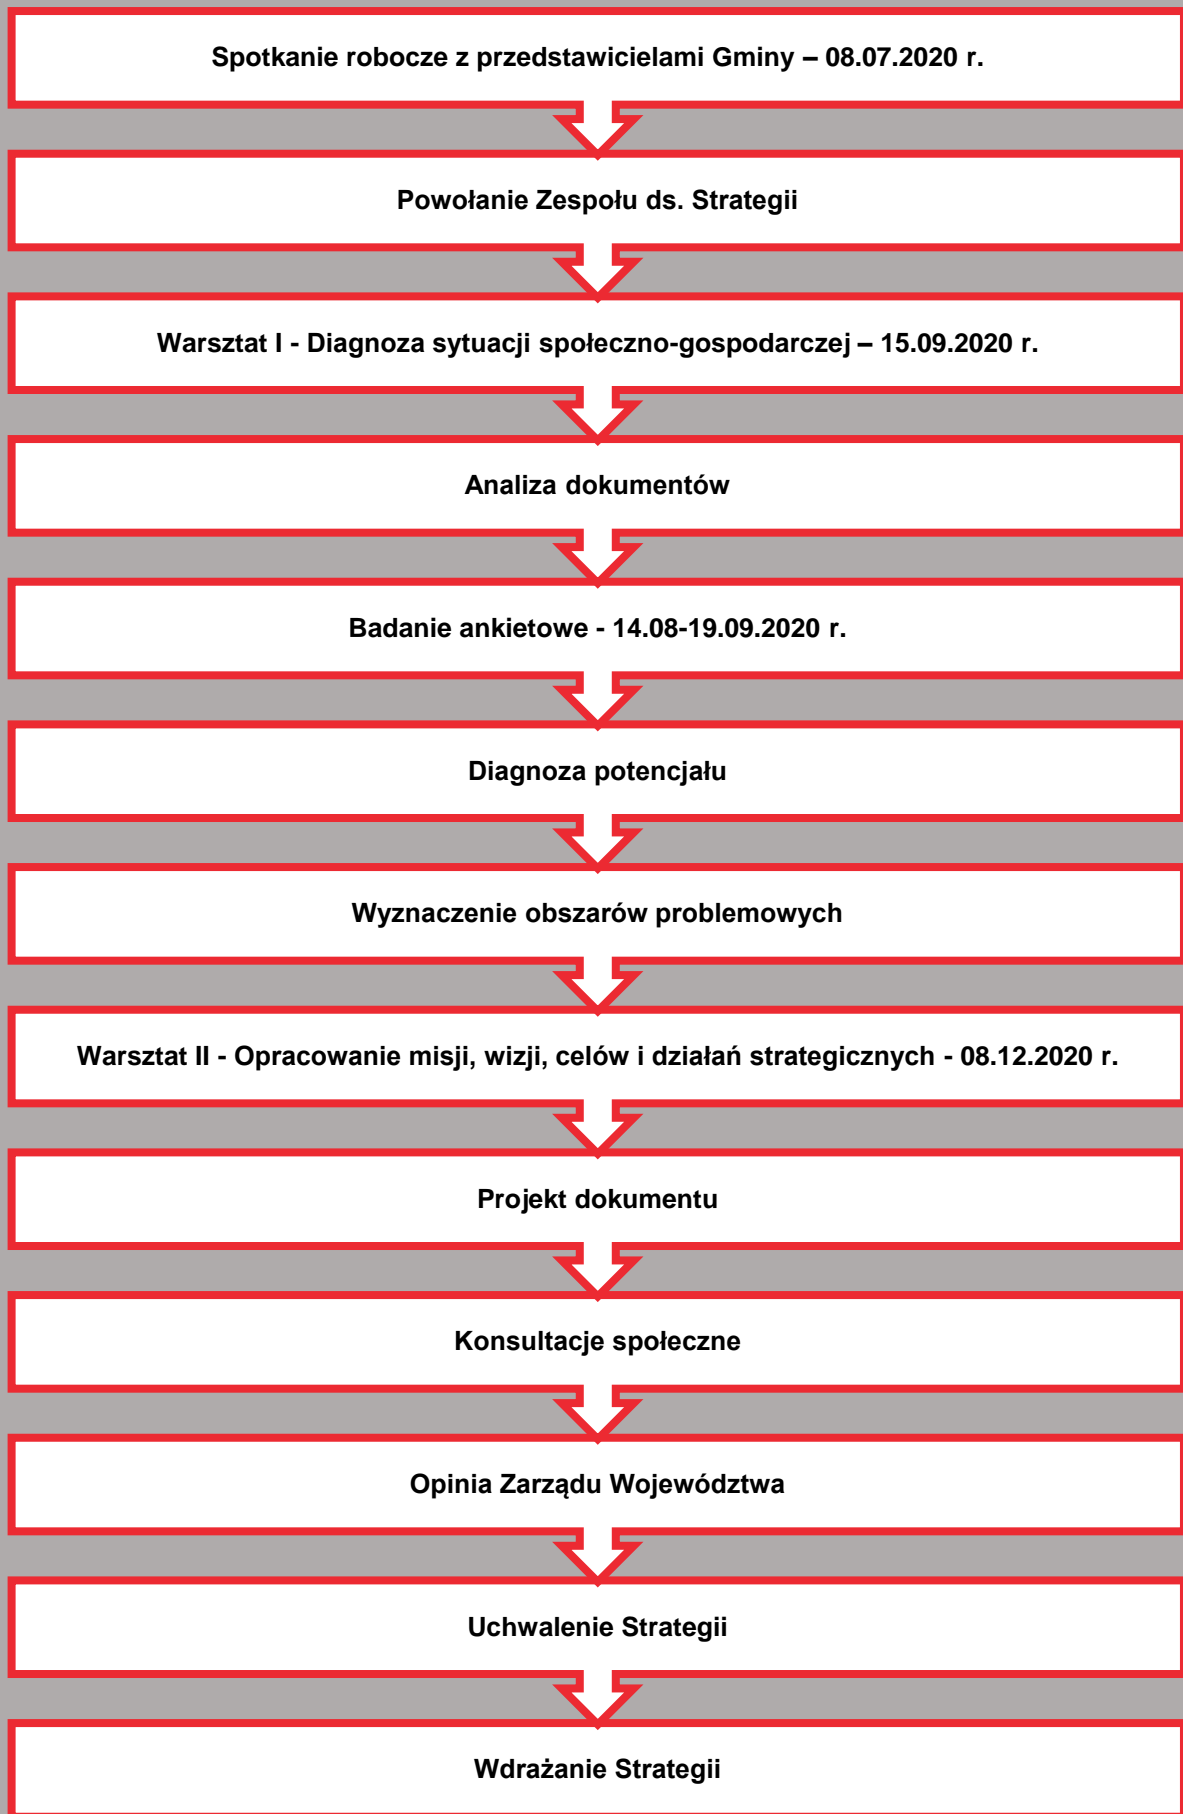 Spotkanie robocze z przedstawicielami Gminy – 08.07.2020 r.
Powołanie Zespołu ds. Strategii
Warsztat I - Diagnoza sytuacji społeczno-gospodarczej – 15.09.2020 r.
Analiza dokumentów
Badanie ankietowe - 14.08-19.09.2020 r.
Diagnoza potencjału
Wyznaczenie obszarów problemowych
Warsztat II - Opracowanie misji, wizji, celów i działań strategicznych - 08.12.2020 r.
Projekt dokumentu
Konsultacje społeczne
Opinia Zarządu Województwa
Uchwalenie Strategii
Wdrażanie Strategii